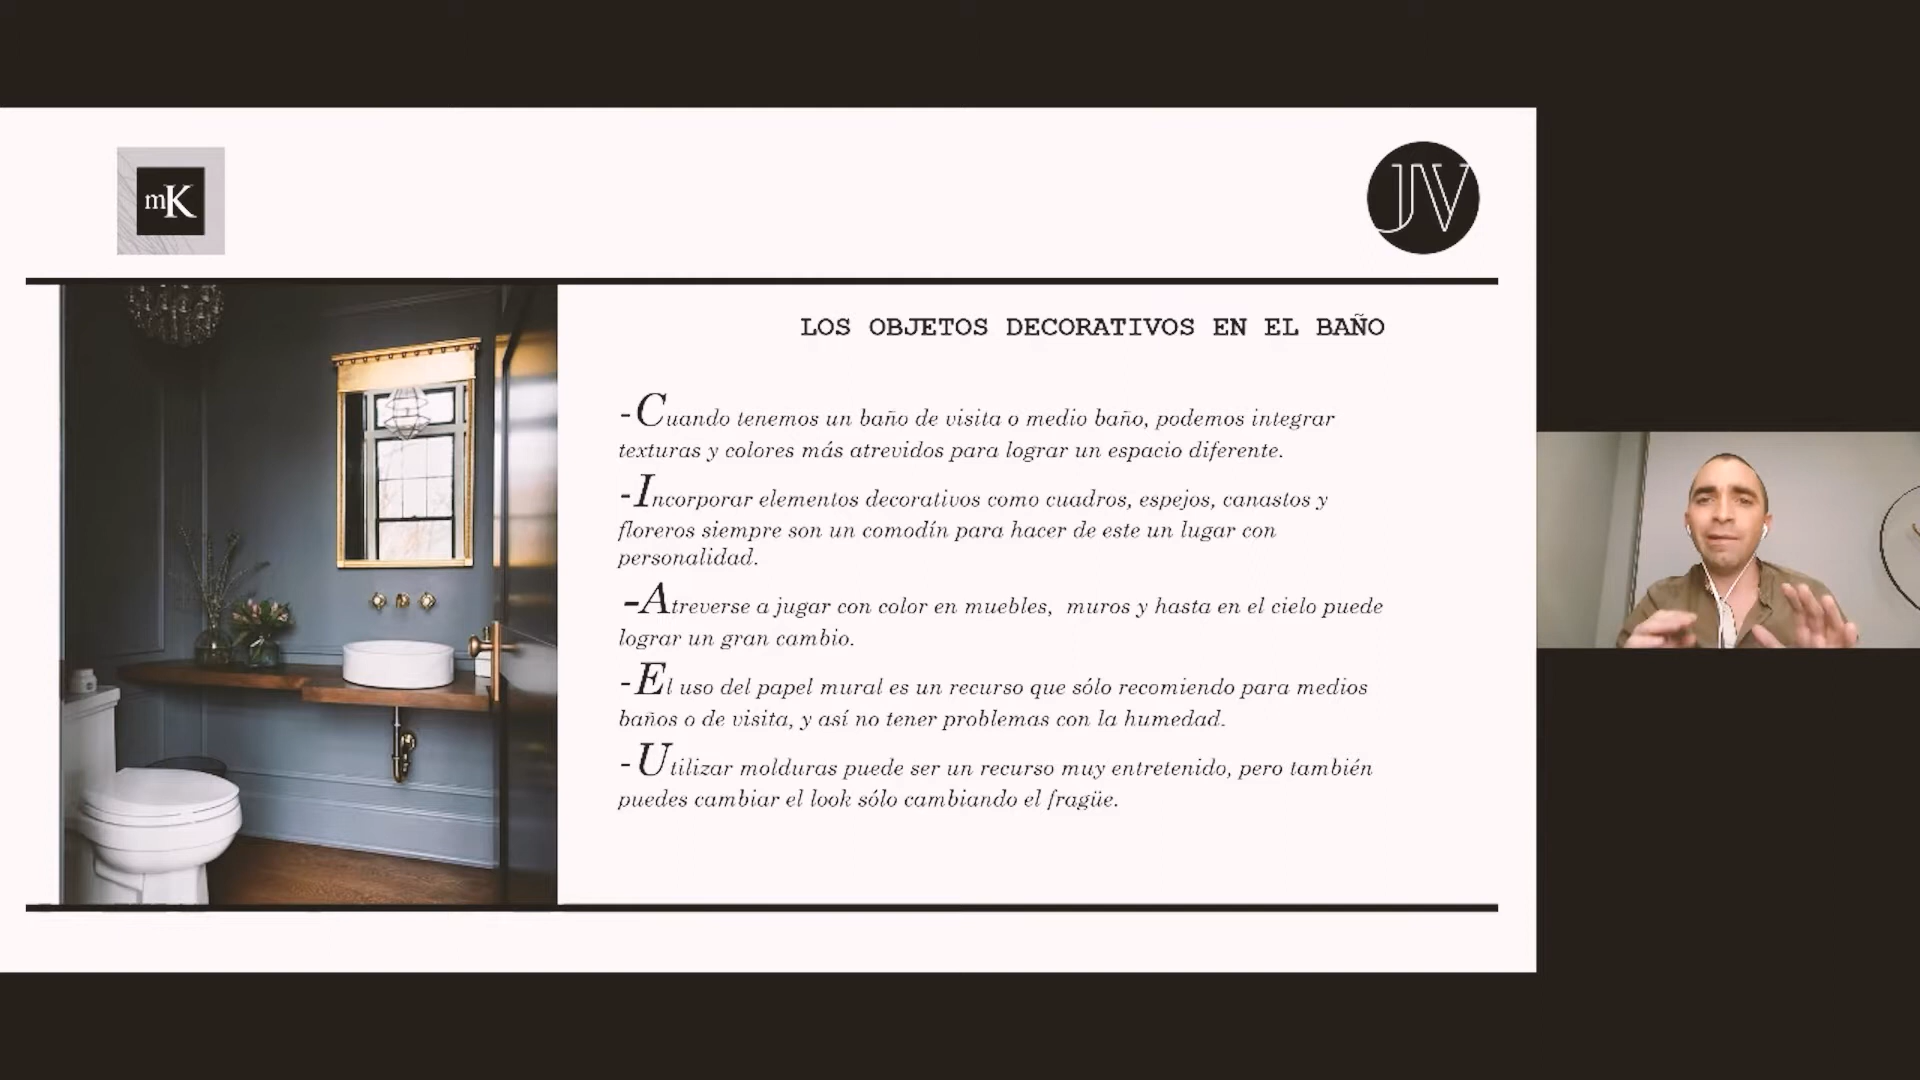 mK
JV
LOS OBJETOS DECORATIVOS EN EL BAÑO
-Cuando tenemos un baño de visita o medio baño, podemos integrar
texturas y colores más atrevidos para lograr un espacio diferente.
-Incorporar elementos decorativos como cuadros, espejos, canastos y
floreros siempre son un comodín para hacer de este un lugar con
personalidad.
-Atreverse a jugar con color en muebles, muros y hasta en el cielo puede
lograr un gran cambio.
-El uso del papel mural es un recurso que sólo recomiendo para medios
baños o de visita, y así no tener problemas con la humedad.
-Utilizar molduras puede ser un recurso muy entretenido, pero también
puedes cambiar el look sólo cambiando el fragüe.